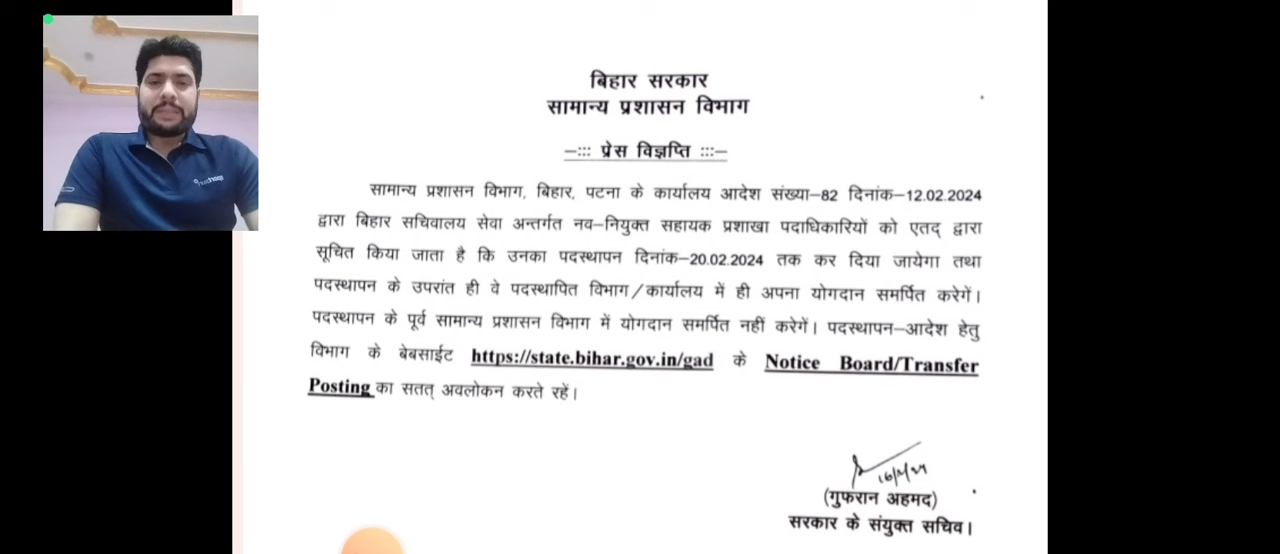 बिहार सरकार
सामान्य प्रशासन विभाग
–::: प्रेस विज्ञप्ति :::–
सामान्य प्रशासन विभाग, बिहार, पटना के कार्यालय आदेश संख्या–82 दिनांक–12.02.2024
द्वारा बिहार सचिवालय सेवा अन्तर्गत नव–नियुक्त सहायक प्रशाखा पदाधिकारियों को एतद् द्वारा
सूचित किया जाता है कि उनका पदस्थापन दिनांक–20.02.2024 तक कर दिया जायेगा तथा
पदस्थापन के उपरांत ही वे पदस्थापित विभाग/कार्यालय में ही अपना योगदान समर्पित करेगें।
पदस्थापन के पूर्व सामान्य प्रशासन विभाग में योगदान समर्पित नहीं करेगें। पदस्थापन–आदेश हेतु
विभाग के बेबसाईट https://state.bihar.gov.in/gad के Notice Board/Transfer
Posting का सतत् अवलोकन करते रहें।
(गुफरान अहमद)
सरकार के संयुक्त सचिव।